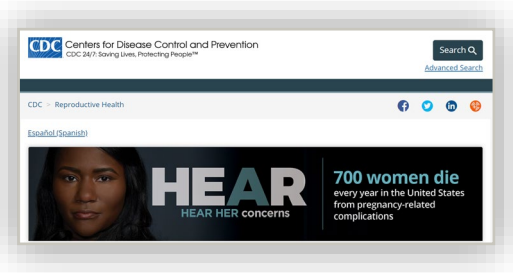 CDC
Centers for Disease Control and Prevention
CDC 24/7: Saving Lives, Protecting People™
Search
Advanced Search
CDC > Reproductive Health
Español (Spanish)
HEAR
HEAR HER concerns
700 women die
every year in the United States
from pregnancy-related
complications